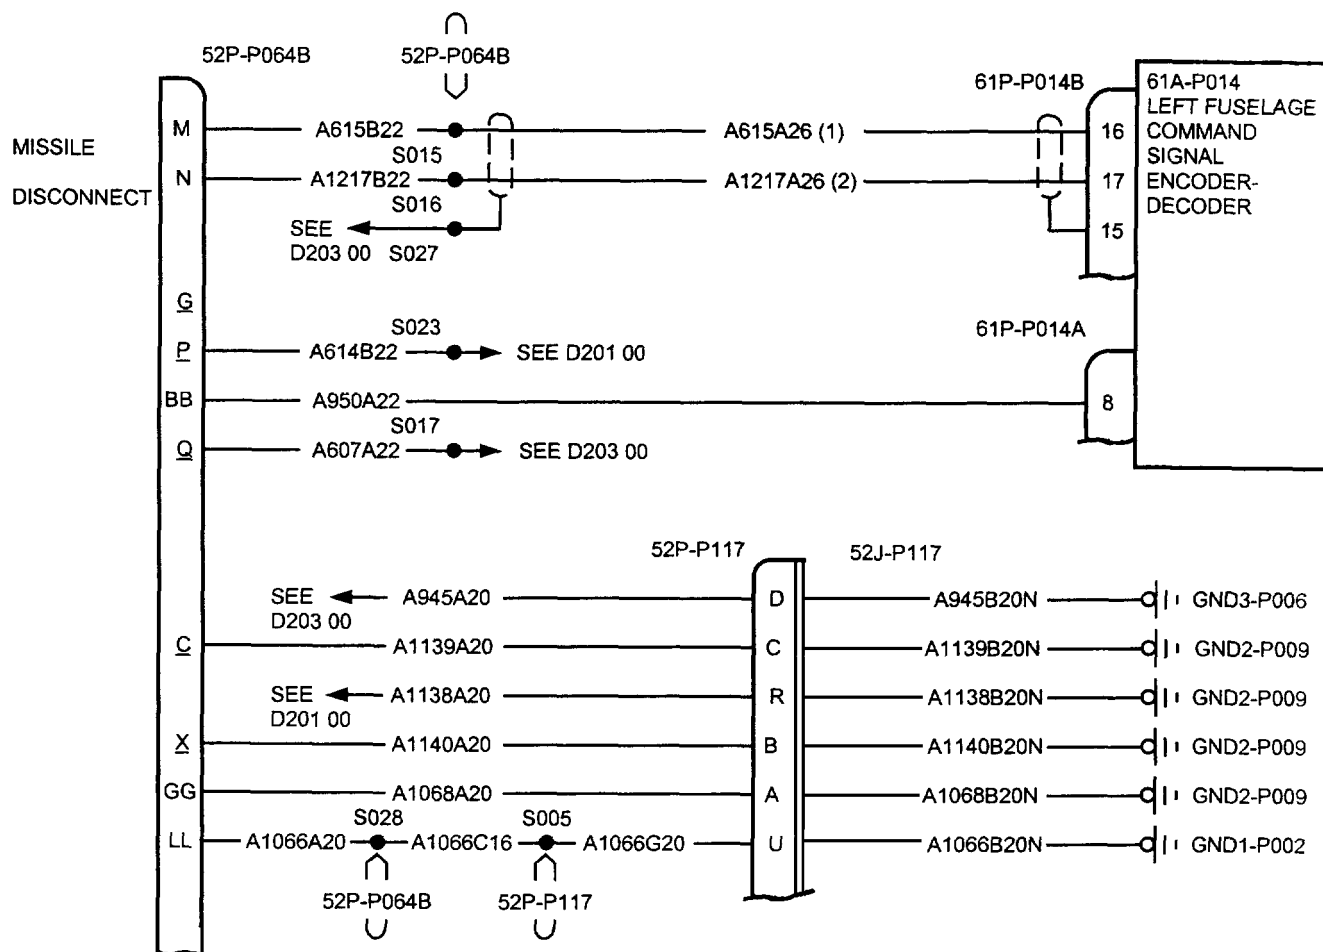 52P-P064B
52P-P064B
61P-P014B
61A-P014
LEFT FUSELAGE
COMMAND
SIGNAL
ENCODER-
DECODER
MISSILE
DISCONNECT
M
A615B22
S015
A615A26 (1)
16
N
A1217B22
S016
A1217A26 (2)
17
SEE
D203 00
S027
15
G
61P-P014A
P
A614B22
S023
SEE D201 00
BB
A950A22
8
Q
A607A22
S017
SEE D203 00
52P-P117
52J-P117
SEE
D203 00
A945A20
D
A945B20N
GND3-P006
C
A1139A20
C
A1139B20N
GND2-P009
SEE
D201 00
A1138A20
R
A1138B20N
GND2-P009
X
A1140A20
B
A1140B20N
GND2-P009
GG
A1068A20
A
A1068B20N
GND2-P009
LL
A1066A20
S028
A1066C16
S005
A1066G20
U
A1066B20N
GND1-P002
52P-P064B
52P-P117